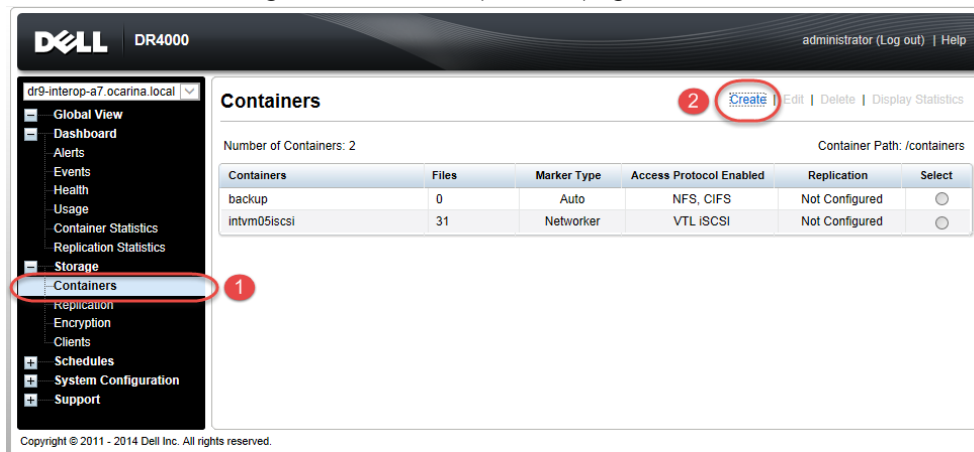 DELL DR4000
administrator (Log out) | Help
dr9-interop-a7.ocarina.local
Global View
Dashboard
Alerts
Events
Health
Usage
Container Statistics
Replication Statistics
Storage
Containers
1
Replication
Encryption
Clients
Schedules
System Configuration
Support
Containers
2
Create | Edit | Delete | Display Statistics
Number of Containers: 2
Container Path: /containers
Containers Files Marker Type Access Protocol Enabled Replication Select
backup 0 Auto NFS, CIFS Not Configured
intvm05iscsi 31 Networker VTL iSCSI Not Configured
Copyright © 2011 - 2014 Dell Inc. All rights reserved.